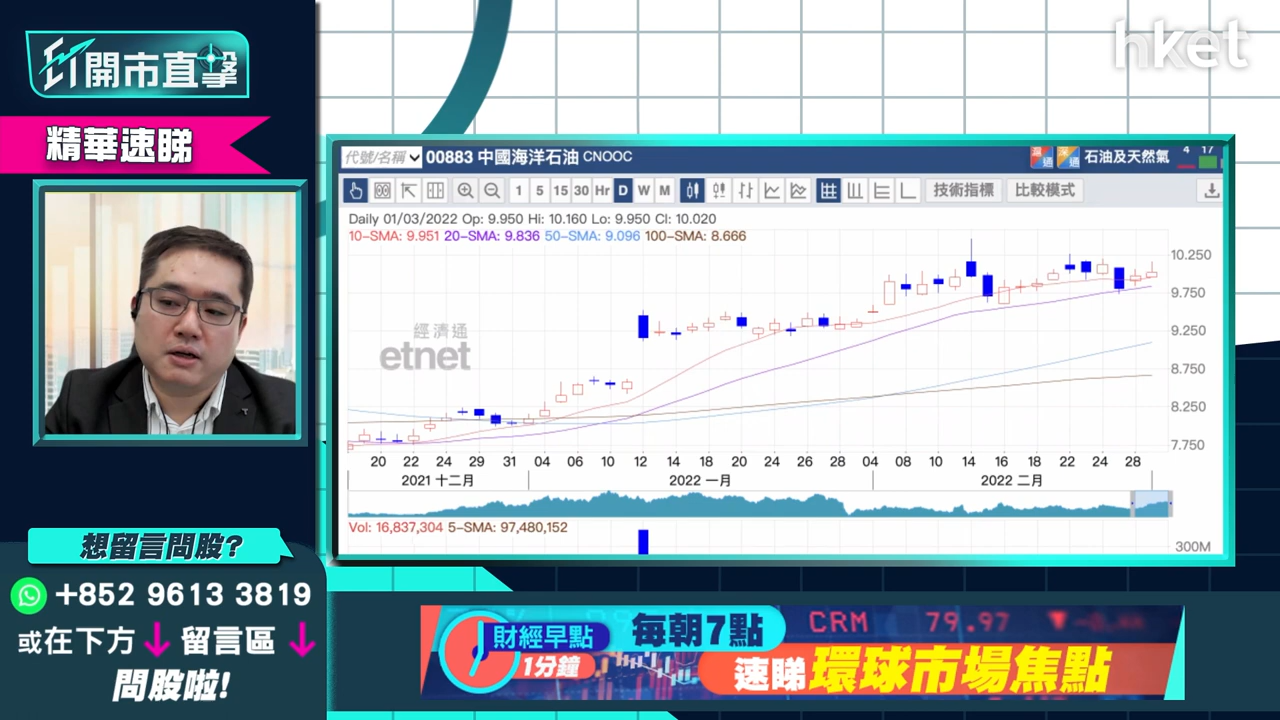 hket
ET開市直擊
精華速睇
代號/名稱 00883 中國海洋石油 CNOOC
滬通 深通 石油及天然氣 4 17
1 5 15 30 Hr D W M 技術指標 比較模式
Daily 01/03/2022 Op: 9.950 Hi: 10.160 Lo: 9.950 Cl: 10.020
10-SMA: 9.951 20-SMA: 9.836 50-SMA: 9.096 100-SMA: 8.666
10.250
9.750
9.250
8.750
8.250
7.750
經濟通
etnet
20 22 24 29 31 04 06 10 12 14 18 20 24 26 28 04 08 10 14 16 18 22 24 28
2021 十二月 2022 一月 2022 二月
Vol: 16,837,304 5-SMA: 97,480,152
300M
想留言問股?
+852 9613 3819
或在下方 留言區
問股啦!
財經早點
1分鐘
每朝7點
速睇環球市場焦點
CRM 79.97